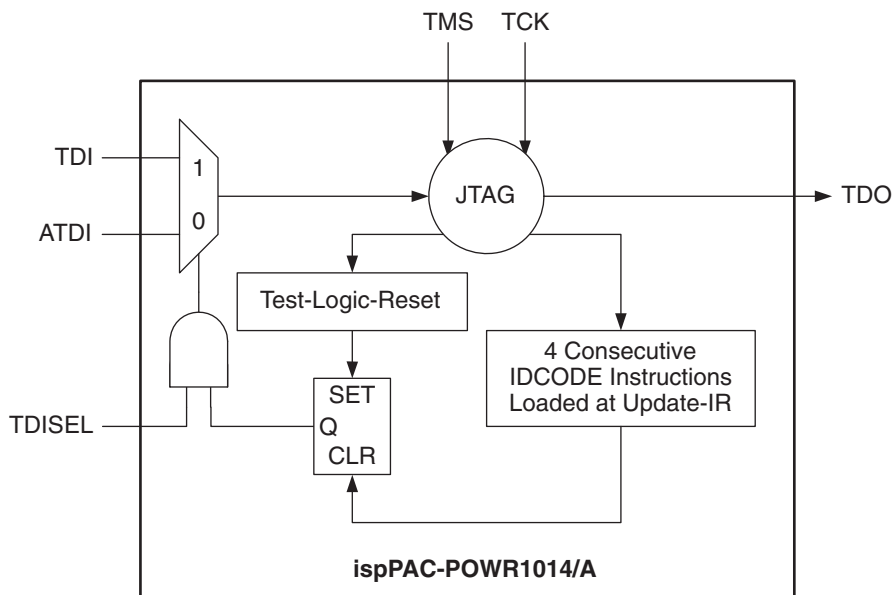 TMS TCK
TDI
1
JTAG
TDO
ATDI
0
Test-Logic-Reset
4 Consecutive
IDCODE Instructions
Loaded at Update-IR
SET
TDISEL
Q
CLR
ispPAC-POWR1014/A